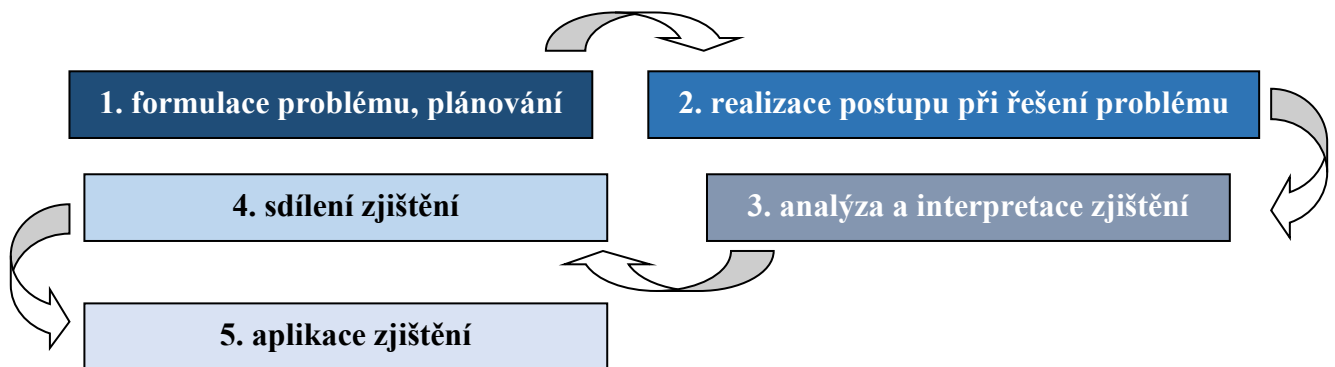 1. formulace problému, plánování
2. realizace postupu při řešení problému
3. analýza a interpretace zjištění
4. sdílení zjištění
5. aplikace zjištění